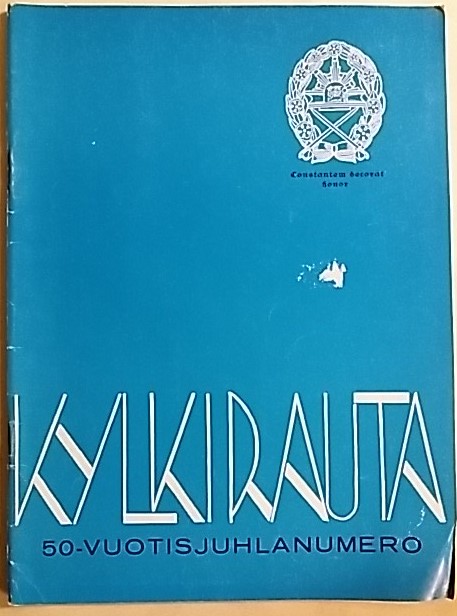 Constantem decorat
honor
KYLKIRAUTA
50-VUOTISJUHLANUMERO